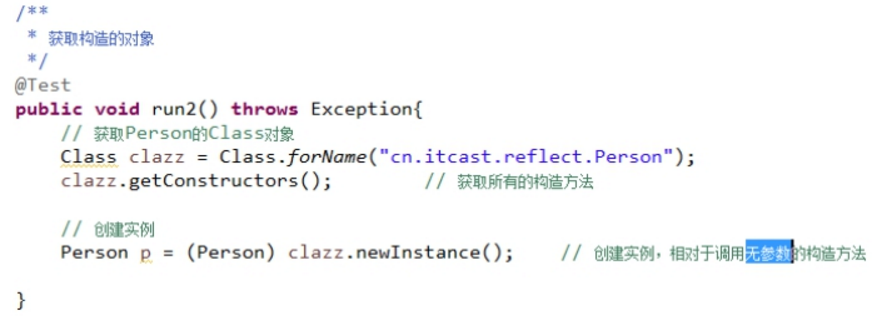 /**
 * 获取构造的对象
 */
@Test
public void run2() throws Exception{
    // 获取Person的Class对象
    Class clazz = Class.forName("cn.itcast.reflect.Person");
    clazz.getConstructors();        // 获取所有的构造方法
    // 创建实例
    Person p = (Person) clazz.newInstance();    // 创建实例，相对于调用无参数的构造方法
}